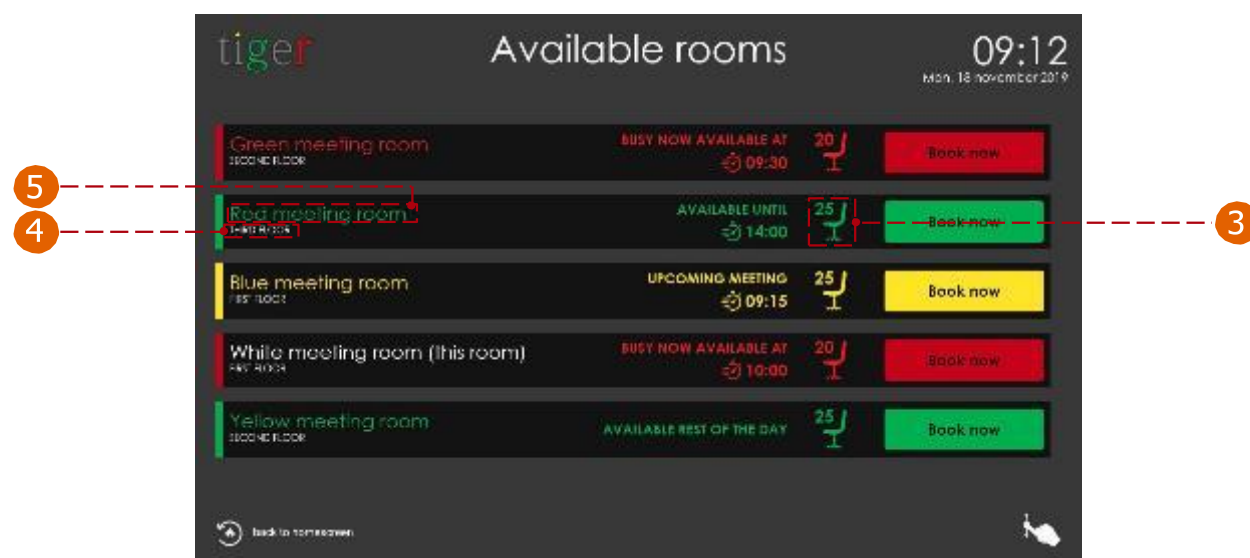 tiger
Available rooms
09:12
Mon, 18 november 2019
Green meeting room
SECOND FLOOR
BUSY NOW AVAILABLE AT
09:30
20
Book now
5
Red meeting room
4
THIRD FLOOR
AVAILABLE UNTIL
14:00
25
Book now
3
Blue meeting room
FIRST FLOOR
UPCOMING MEETING
09:15
25
Book now
White meeting room (this room)
FIRST FLOOR
BUSY NOW AVAILABLE AT
10:00
20
Book now
Yellow meeting room
SECOND FLOOR
AVAILABLE REST OF THE DAY
25
Book now
back to homescreen